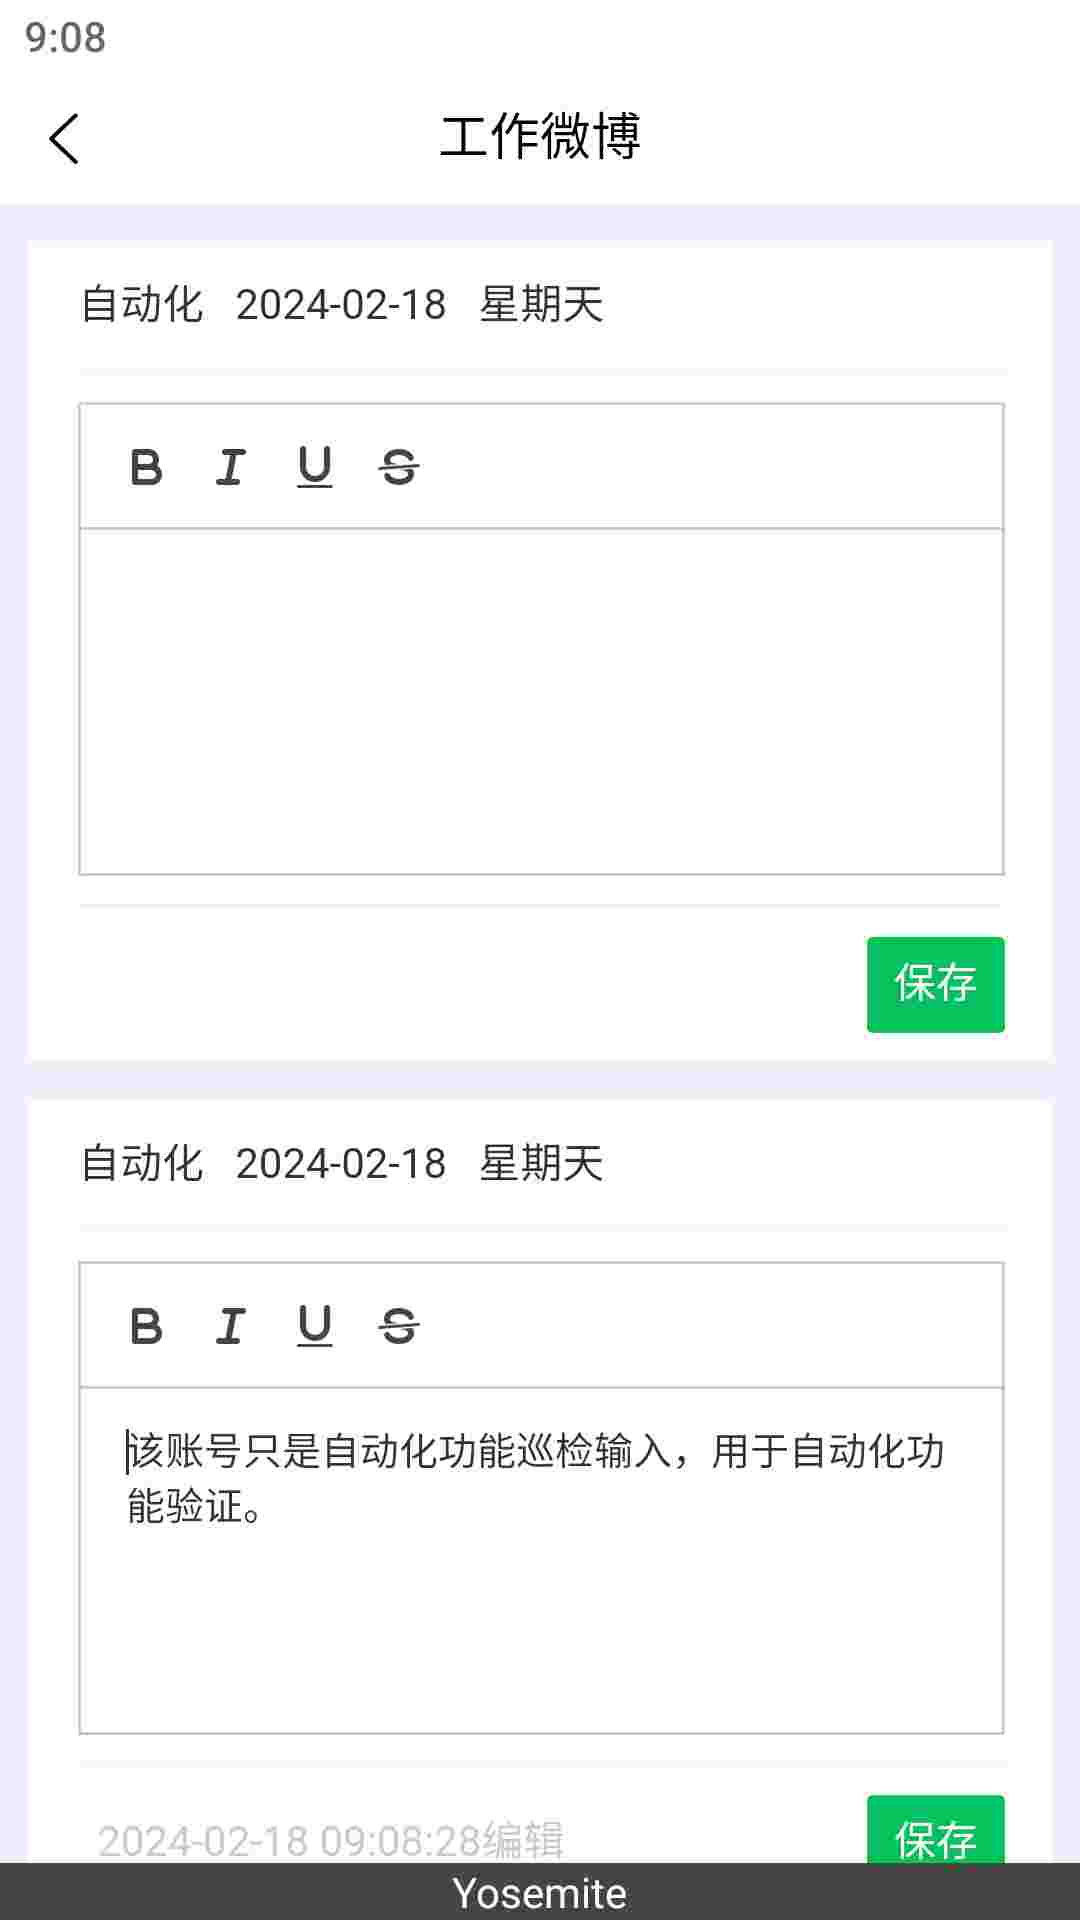 9:08
工作微博
自动化 2024-02-18 星期天
B I U S
保存
自动化 2024-02-18 星期天
B I U S
该账号只是自动化功能巡检输入，用于自动化功
能验证。
2024-02-18 09:08:28编辑
保存
Yosemite